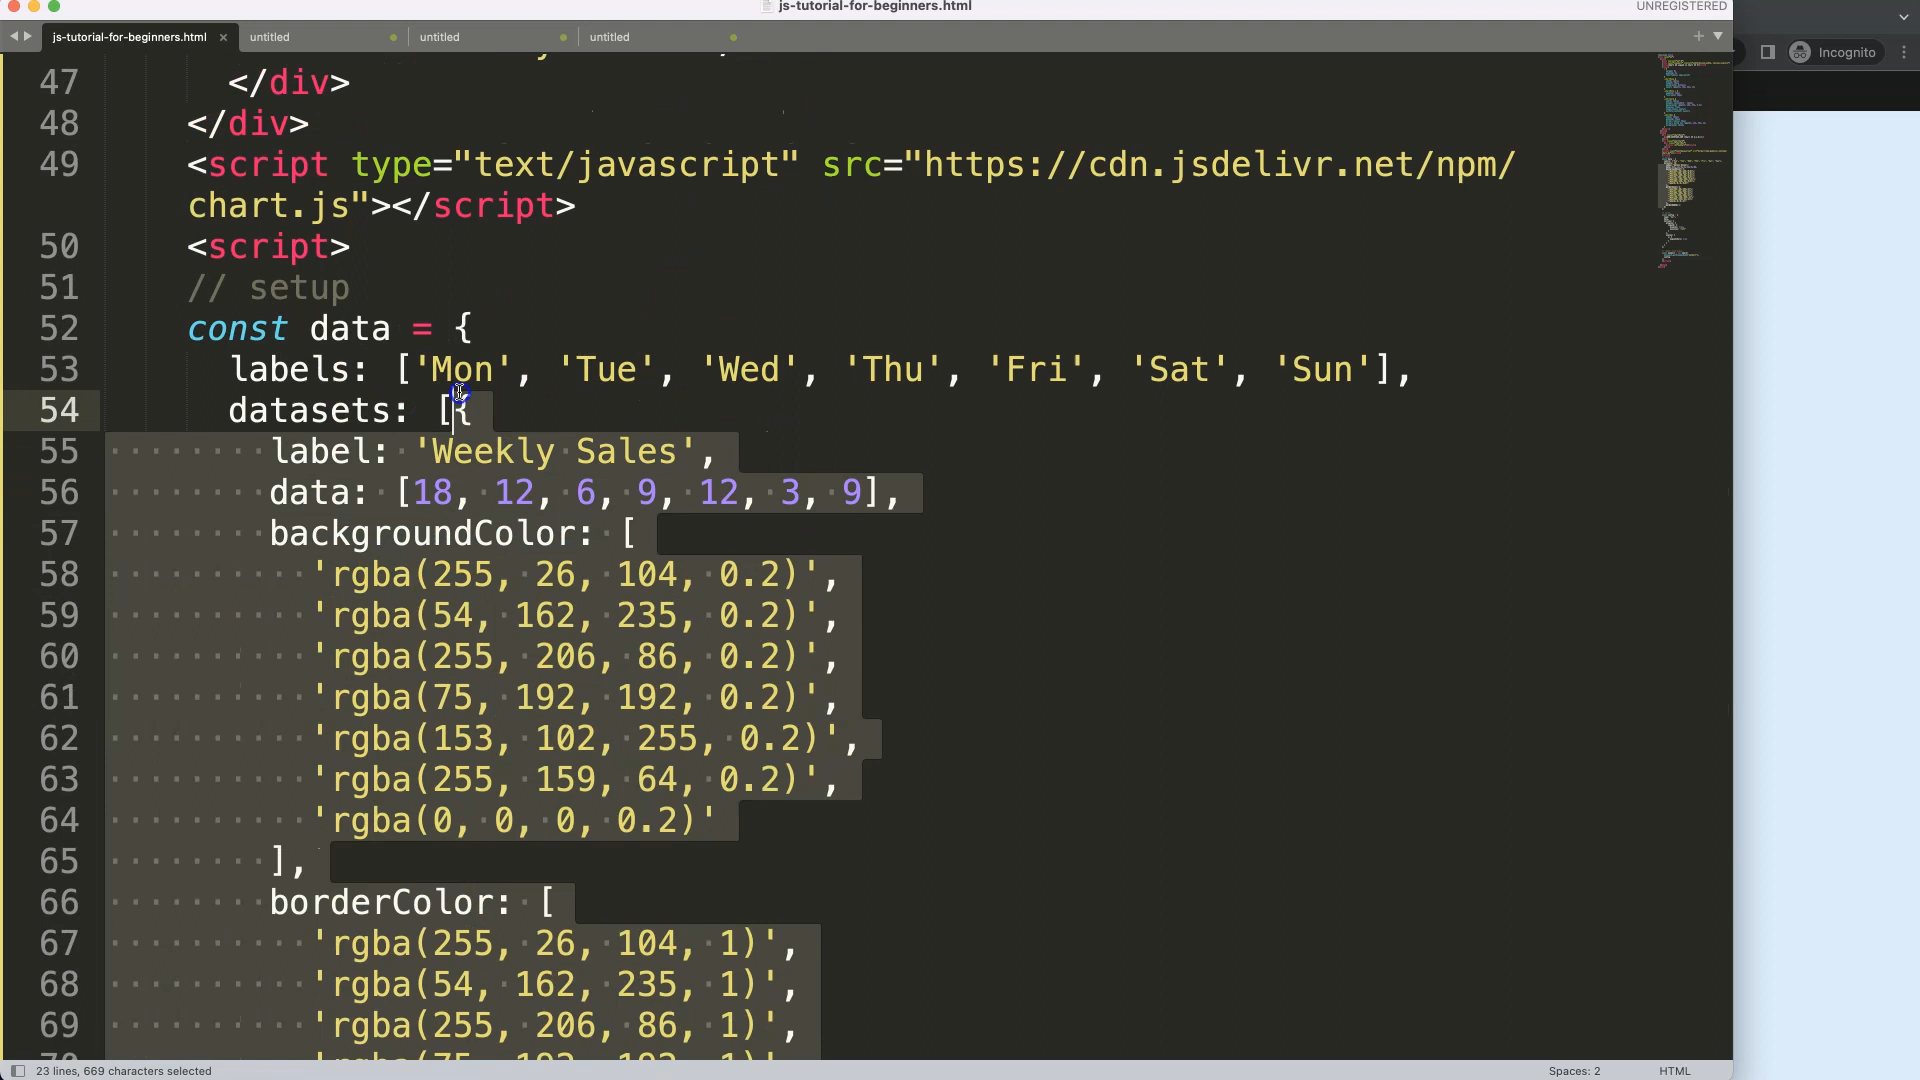 js-tutorial-for-beginners.html
UNREGISTERED
js-tutorial-for-beginners.html × untitled untitled untitled
Incognito
47 </div>
48 </div>
49 <script type="text/javascript" src="https://cdn.jsdelivr.net/npm/
chart.js"></script>
50 <script>
51 // setup
52 const data = {
53 labels: ['Mon', 'Tue', 'Wed', 'Thu', 'Fri', 'Sat', 'Sun'],
54 datasets: [{
55 label: 'Weekly Sales',
56 data: [18, 12, 6, 9, 12, 3, 9],
57 backgroundColor: [
58 'rgba(255, 26, 104, 0.2)',
59 'rgba(54, 162, 235, 0.2)',
60 'rgba(255, 206, 86, 0.2)',
61 'rgba(75, 192, 192, 0.2)',
62 'rgba(153, 102, 255, 0.2)',
63 'rgba(255, 159, 64, 0.2)',
64 'rgba(0, 0, 0, 0.2)'
65 ],
66 borderColor: [
67 'rgba(255, 26, 104, 1)',
68 'rgba(54, 162, 235, 1)',
69 'rgba(255, 206, 86, 1)',
70 'rgba(75, 192, 192, 1)',
23 lines, 669 characters selected
Spaces: 2
HTML